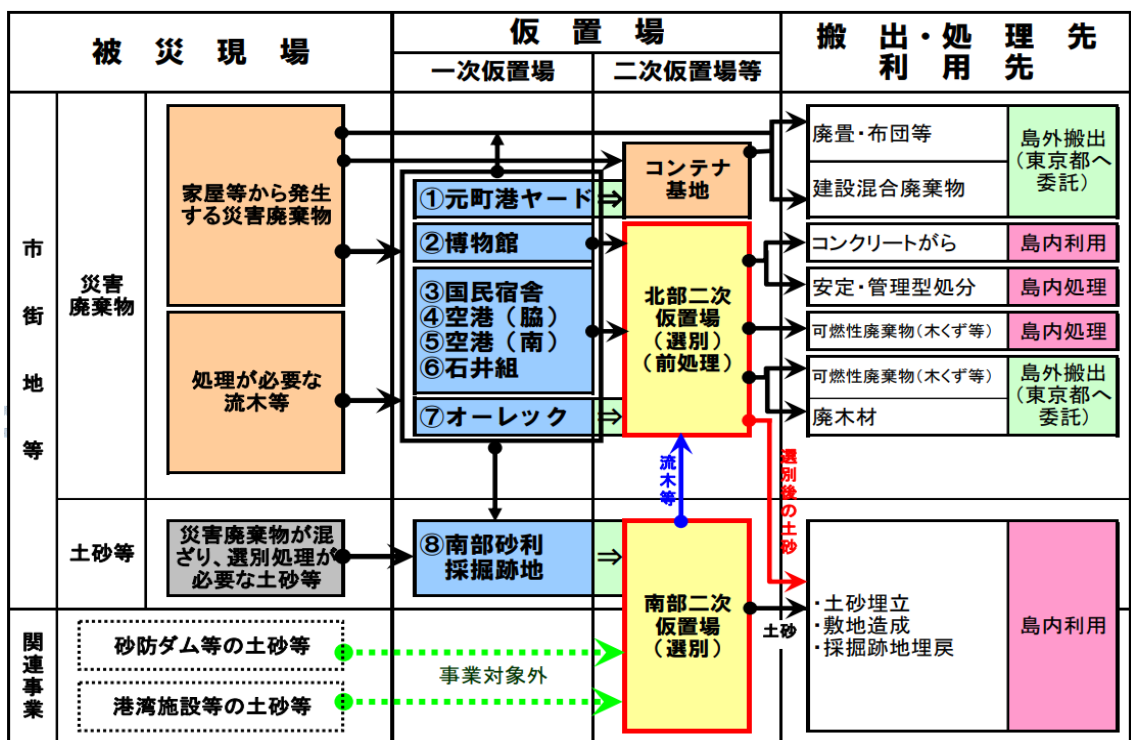 被災現場
仮置場
一次仮置場
二次仮置場等
搬出・処理先
利用先
市街地等
災害
廃棄物
家屋等から発生
する災害廃棄物
処理が必要な
流木等
①元町港ヤード
⇒
②博物館
③国民宿舎
④空港（脇）
⑤空港（南）
⑥石井組
⑦オーレック
⇒
コンテナ
基地
北部二次
仮置場
（選別）
（前処理）
廃畳・布団等
建設混合廃棄物
島外搬出
（東京都へ
委託）
コンクリートがら
島内利用
安定・管理型処分
島内処理
可燃性廃棄物（木くず等）
島内処理
可燃性廃棄物（木くず等）
廃木材
島外搬出
（東京都へ
委託）
流木等
選別後の土砂
土砂等
災害廃棄物が混
ざり、選別処理が
必要な土砂等
⑧南部砂利
採掘跡地
⇒
南部二次
仮置場
（選別）
土砂
・土砂埋立
・敷地造成
・採掘跡地埋戻
島内利用
関連事業
砂防ダム等の土砂等
事業対象外
港湾施設等の土砂等